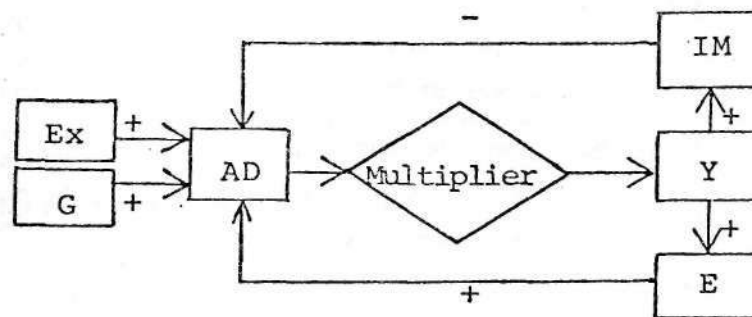 -
IM
Ex
+
+
AD
Multiplier
Y
G
+
+
E
+